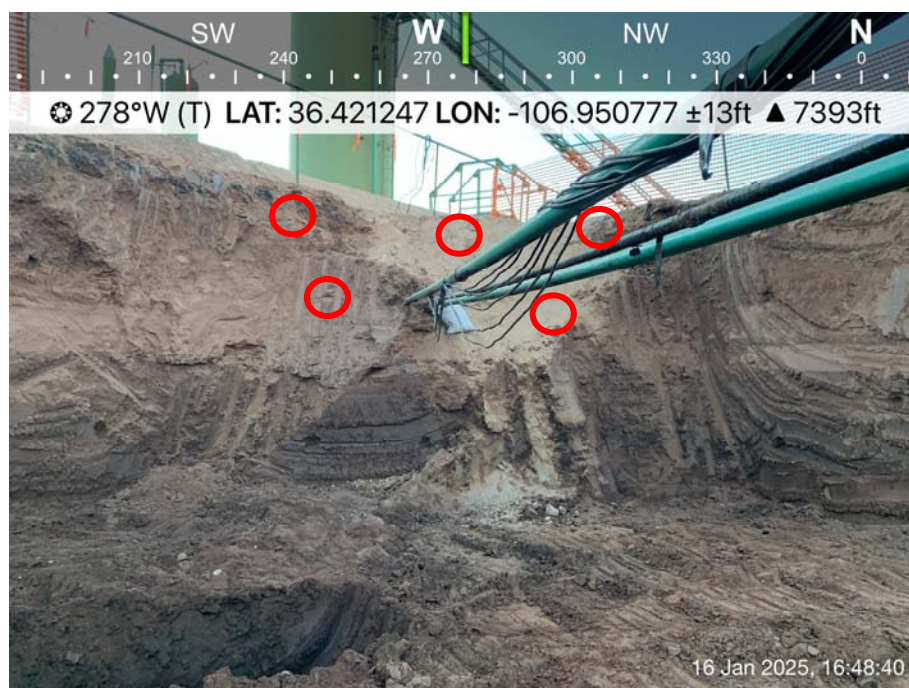 SW W NW N
210 240 270 300 330 0
278°W (T) LAT: 36.421247 LON: -106.950777 ±13ft ▲ 7393ft
16 Jan 2025, 16:48:40